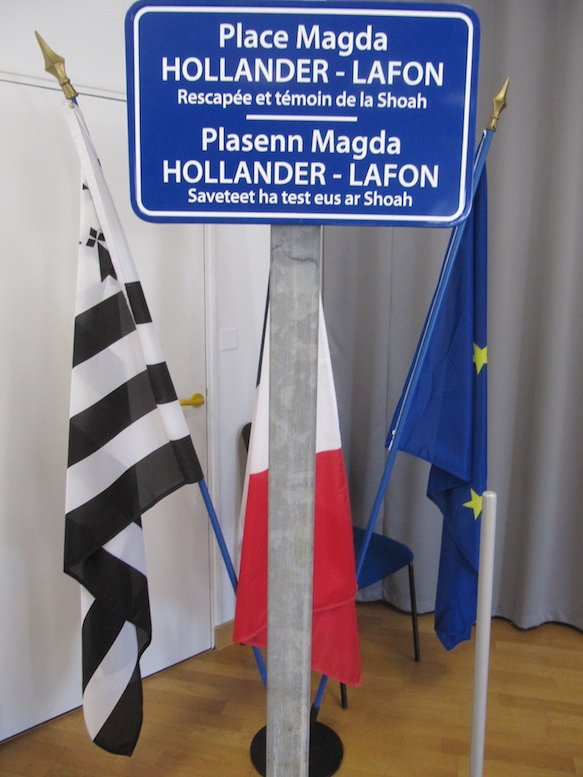 Place Magda
HOLLANDER - LAFON
Rescapée et témoin de la Shoah
Plasenn Magda
HOLLANDER - LAFON
Saveteet ha test eus ar Shoah